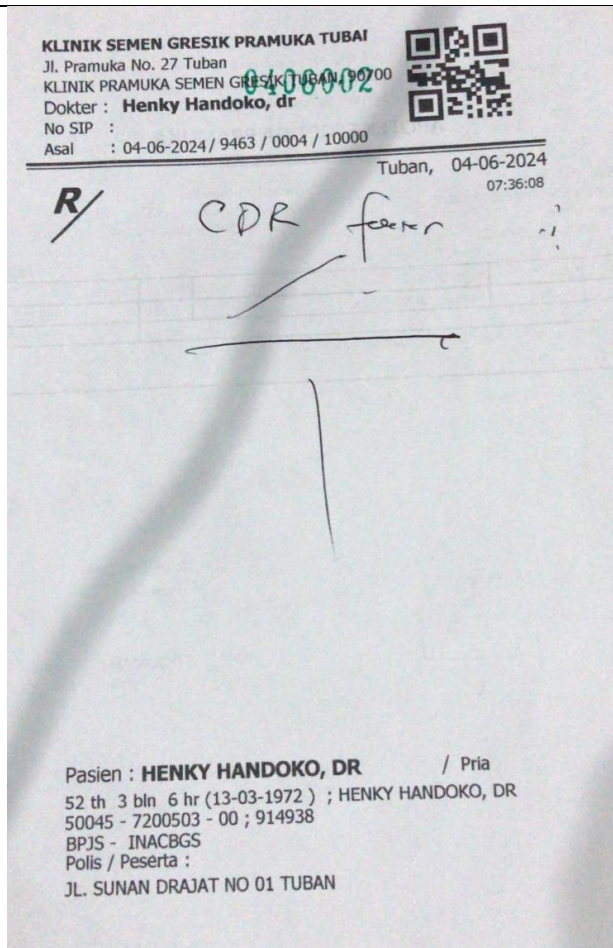 KLINIK SEMEN GRESIK PRAMUKA TUBAI
Jl. Pramuka No. 27 Tuban
KLINIK PRAMUKA SEMEN GRESIK TUBAN, 90700
0406002
Dokter : Henky Handoko, dr
No SIP :
Asal : 04-06-2024 / 9463 / 0004 / 10000
Tuban, 04-06-2024
07:36:08
R/
CDR
Pasien : HENKY HANDOKO, DR / Pria
52 th 3 bln 6 hr (13-03-1972 ) ; HENKY HANDOKO, DR
50045 - 7200503 - 00 ; 914938
BPJS - INACBGS
Polis / Peserta :
JL. SUNAN DRAJAT NO 01 TUBAN